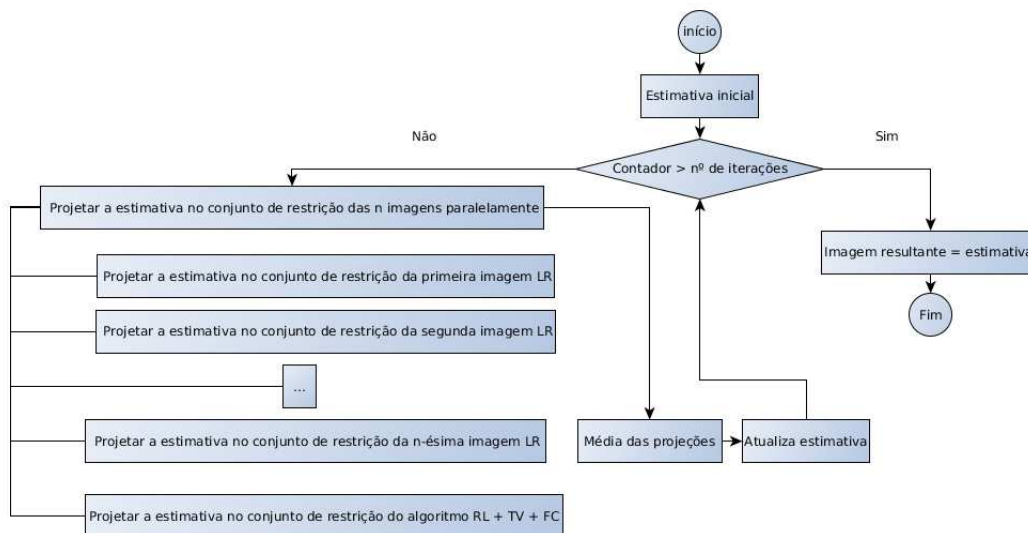 início
Estimativa inicial
Não
Sim
Contador > nº de iterações
Projetar a estimativa no conjunto de restrição das n imagens paralelamente
Imagem resultante = estimativa
Projetar a estimativa no conjunto de restrição da primeira imagem LR
Fim
Projetar a estimativa no conjunto de restrição da segunda imagem LR
...
Projetar a estimativa no conjunto de restrição da n-ésima imagem LR
Média das projeções
Atualiza estimativa
Projetar a estimativa no conjunto de restrição do algoritmo RL + TV + FC